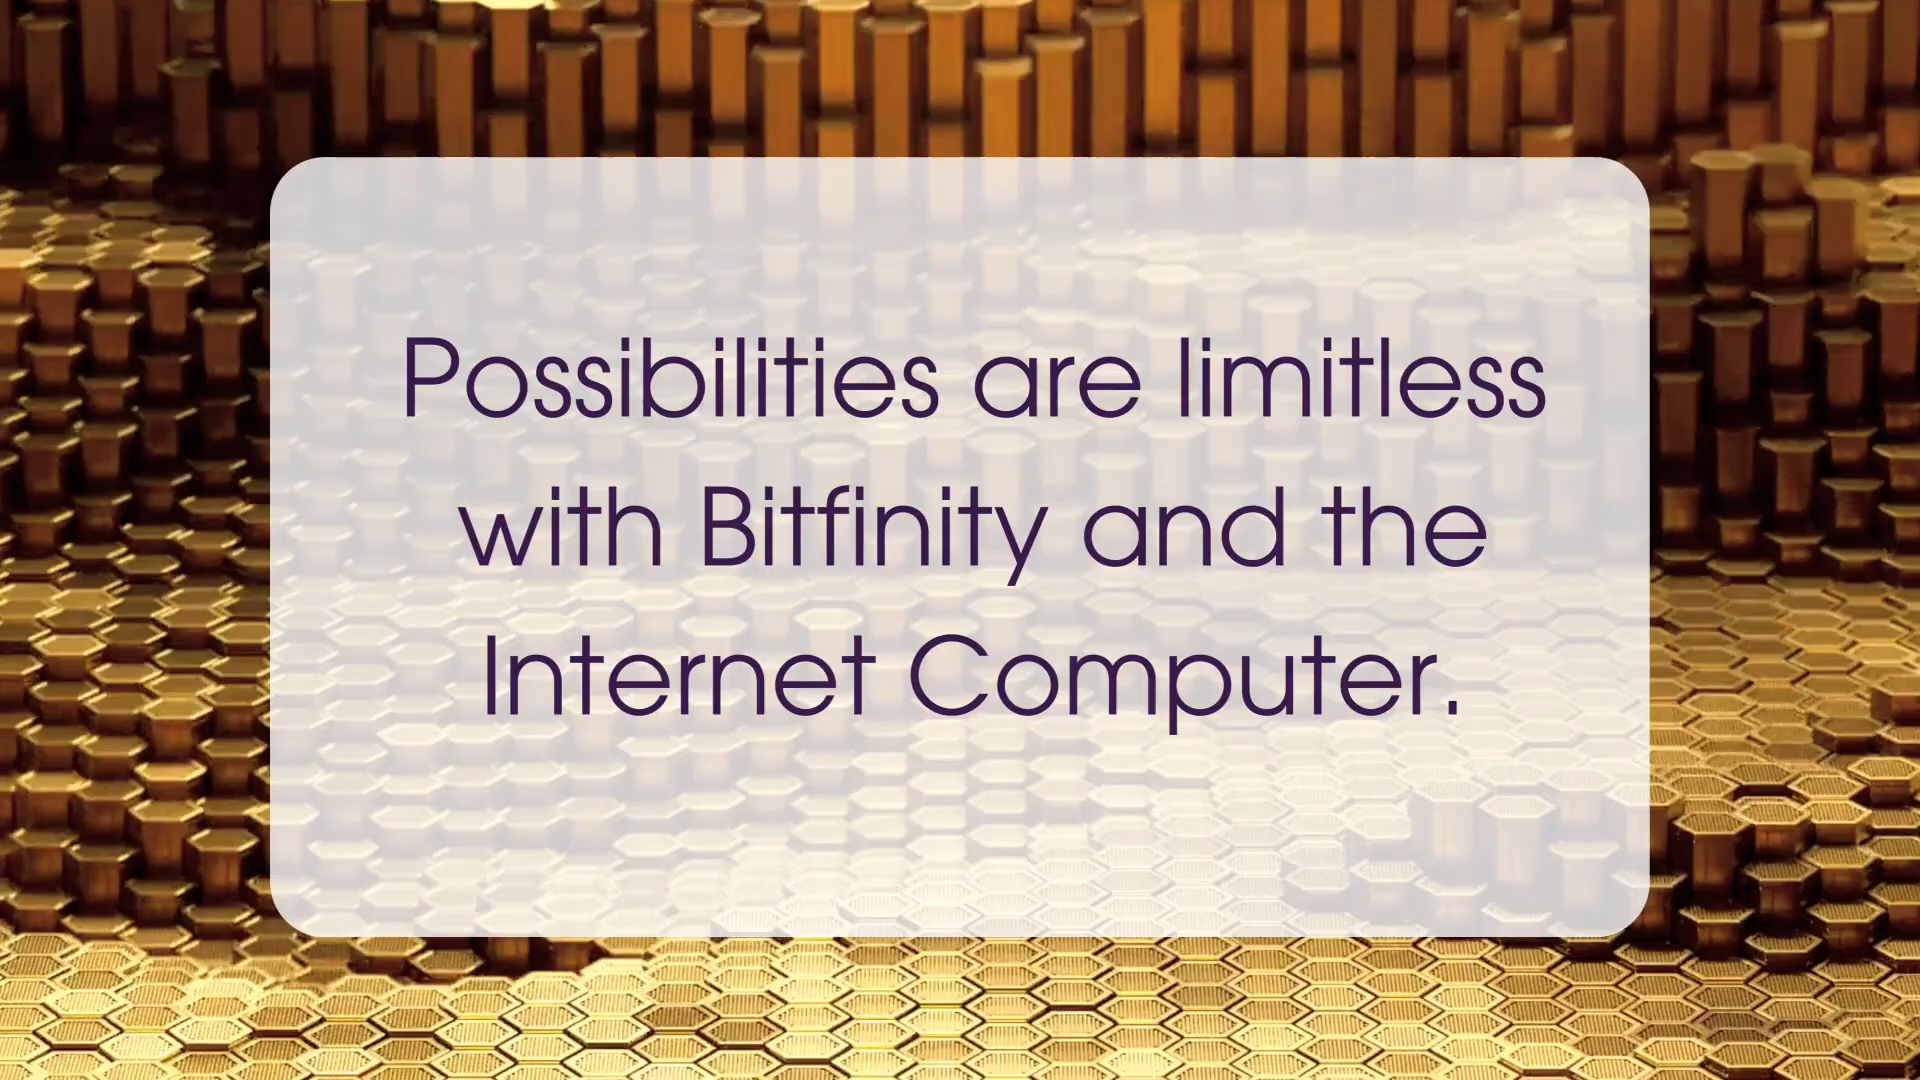 Possibilities are limitless
with Bitfinity and the
Internet Computer.